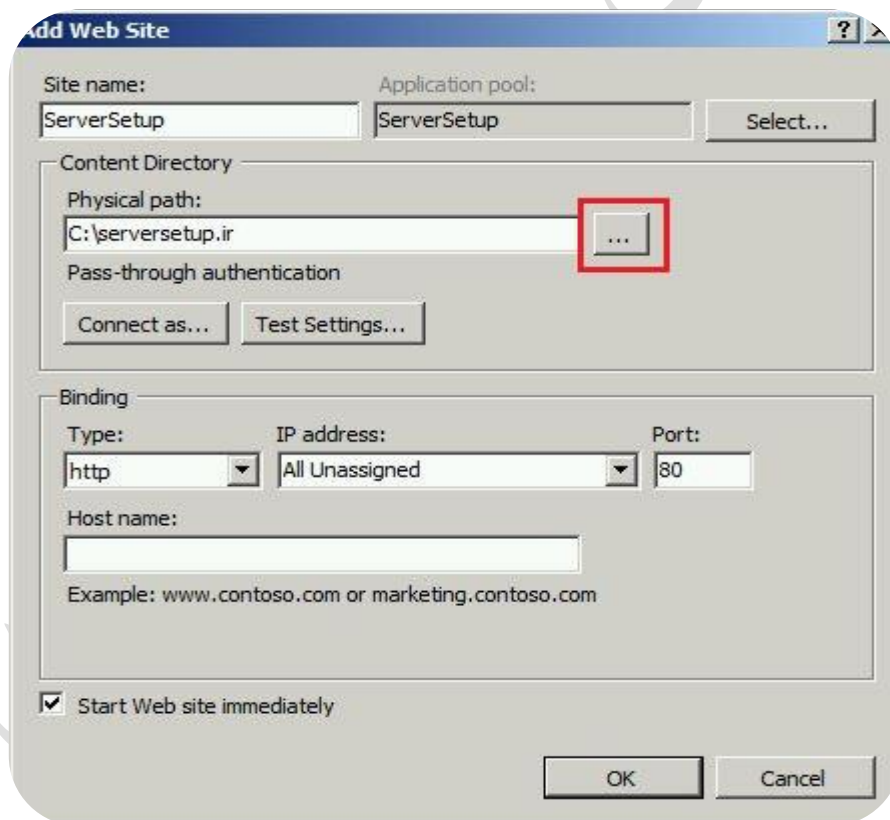 Add Web Site
Site name:
Application pool:
ServerSetup
ServerSetup
Select...
Content Directory
Physical path:
C:\serversetup.ir
...
Pass-through authentication
Connect as...
Test Settings...
Binding
Type:
IP address:
Port:
http
All Unassigned
80
Host name:
Example: www.contoso.com or marketing.contoso.com
Start Web site immediately
OK
Cancel